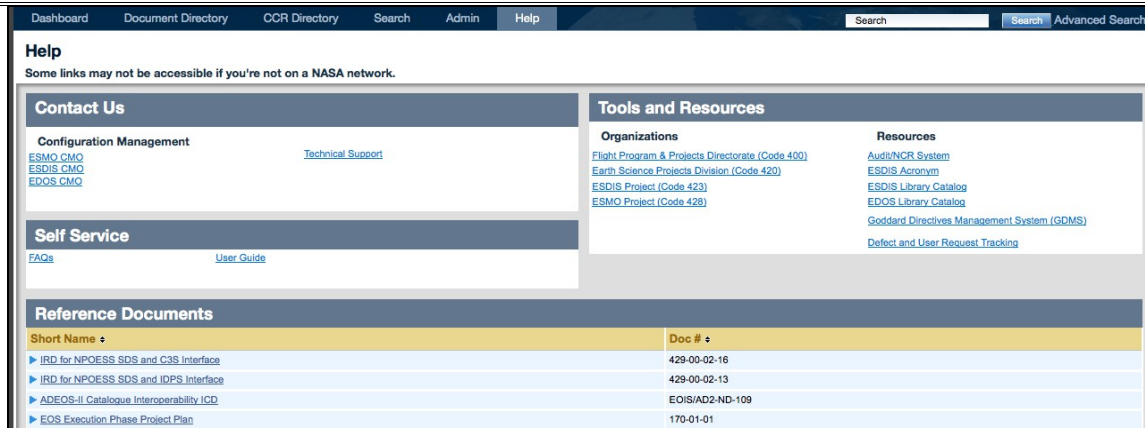 Dashboard Document Directory CCR Directory Search Admin Help Search Search Advanced Search
Help
Some links may not be accessible if you're not on a NASA network.
Contact Us
Configuration Management
ESMO CMO
ESDIS CMO
EDOS CMO
Technical Support
Self Service
FAQs User Guide
Tools and Resources
Organizations
Flight Program & Projects Directorate (Code 400)
Earth Science Projects Division (Code 420)
ESDIS Project (Code 423)
ESMO Project (Code 428)
Resources
Audit/NCR System
ESDIS Acronym
ESDIS Library Catalog
EDOS Library Catalog
Goddard Directives Management System (GDMS)
Defect and User Request Tracking
Reference Documents
Short Name Doc #
IRD for NPOESS SDS and C3S Interface 429-00-02-16
IRD for NPOESS SDS and IDPS Interface 429-00-02-13
ADEOS-II Catalogue Interoperability ICD EOIS/AD2-ND-109
EOS Execution Phase Project Plan 170-01-01